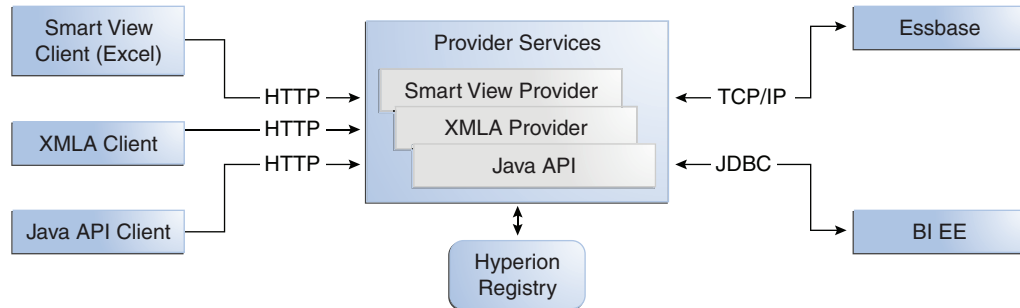 Smart View
Client (Excel)
XMLA Client
Java API Client
HTTP
HTTP
HTTP
Provider Services
Smart View Provider
XMLA Provider
Java API
Hyperion
Registry
TCP/IP
JDBC
Essbase
BI EE